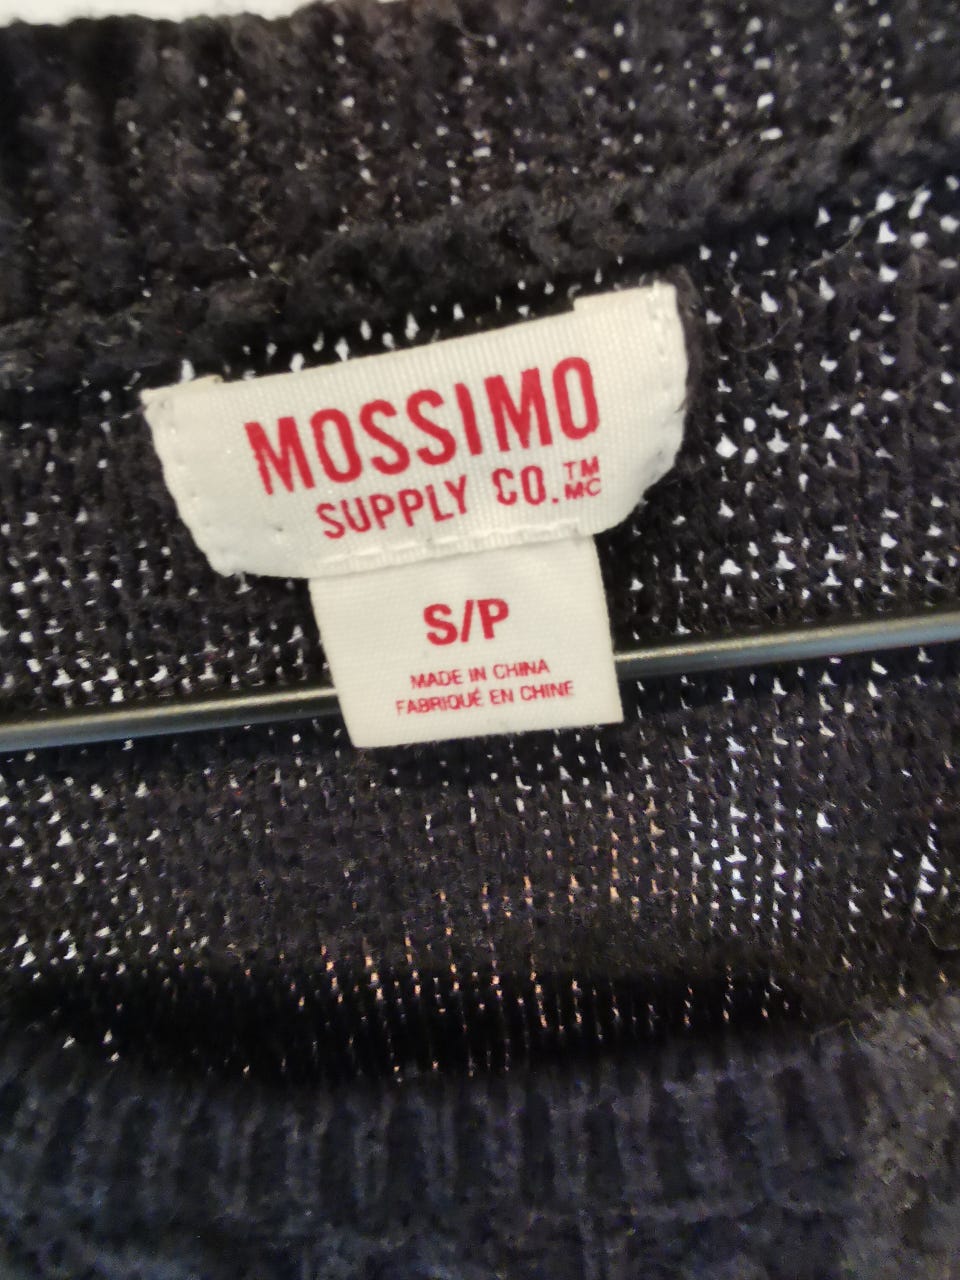 MOSSIMO
SUPPLY CO.™ MC
S/P
MADE IN CHINA
FABRIQUÉ EN CHINE